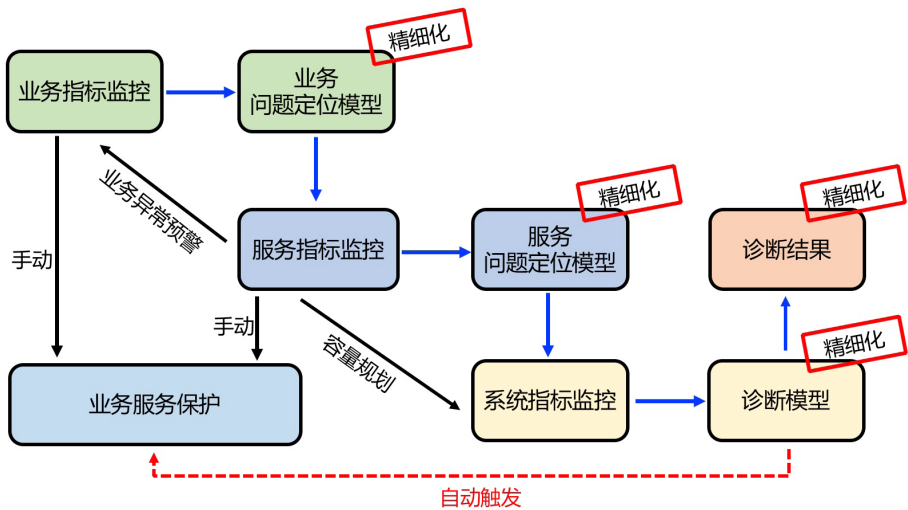 精细化
业务指标监控
业务
问题定位模型
业务异常预警
精细化
精细化
手动
服务指标监控
服务
问题定位模型
诊断结果
手动
容量规划
精细化
业务服务保护
系统指标监控
诊断模型
自动触发